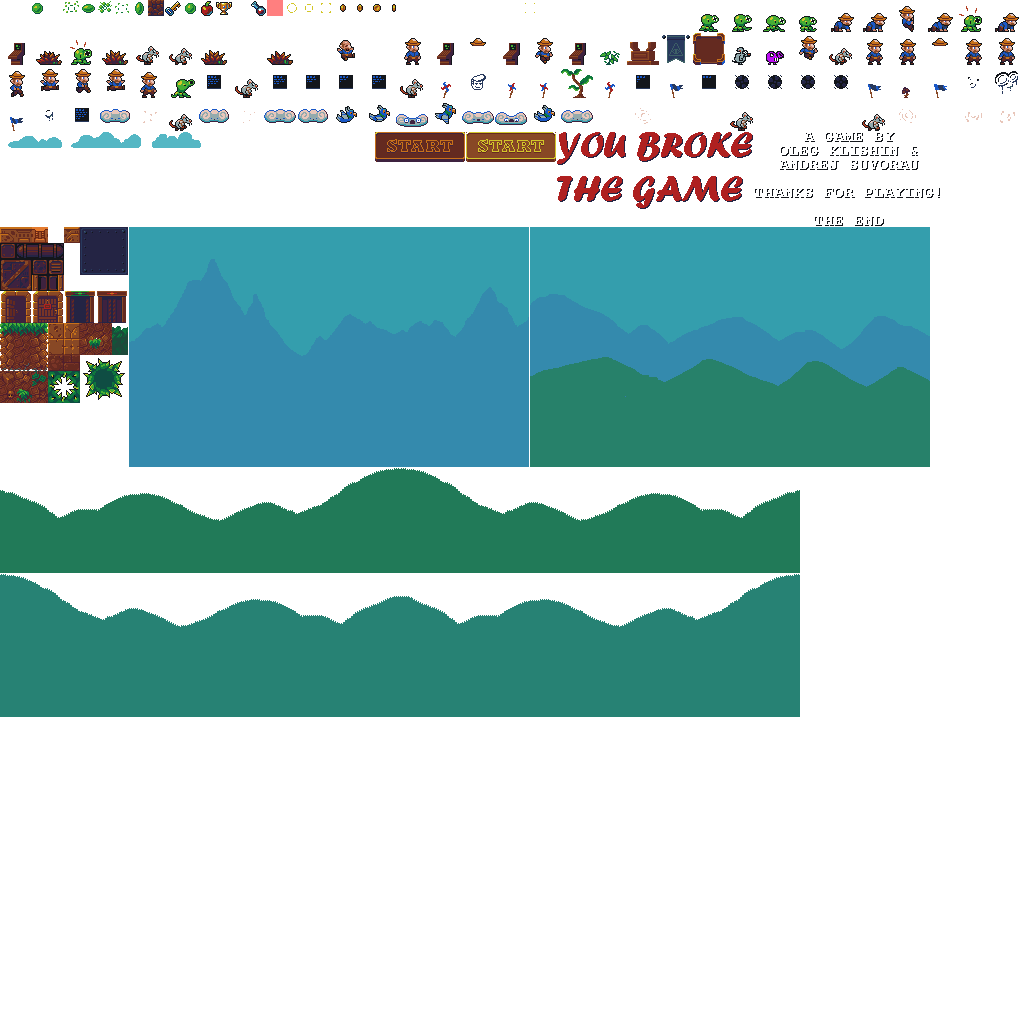 START
START
YOU BROKE
THE GAME
A GAME BY
OLEG KLISHIN &
ANDREJ SUVORAU
THANKS FOR PLAYING!
THE END